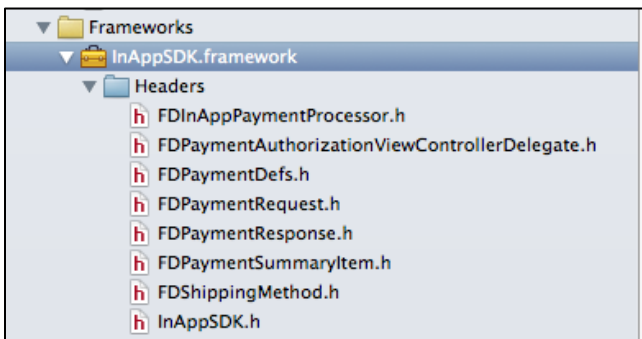 Frameworks
InAppSDK.framework
Headers
h FDInAppPaymentProcessor.h
h FDPaymentAuthorizationViewControllerDelegate.h
h FDPaymentDefs.h
h FDPaymentRequest.h
h FDPaymentResponse.h
h FDPaymentSummaryItem.h
h FDShippingMethod.h
h InAppSDK.h